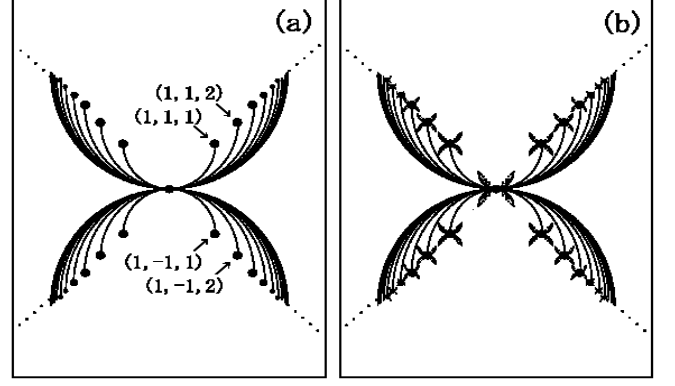 (a)
(b)
(1, 1, 2)
(1, 1, 1)
(1, -1, 1)
(1, -1, 2)